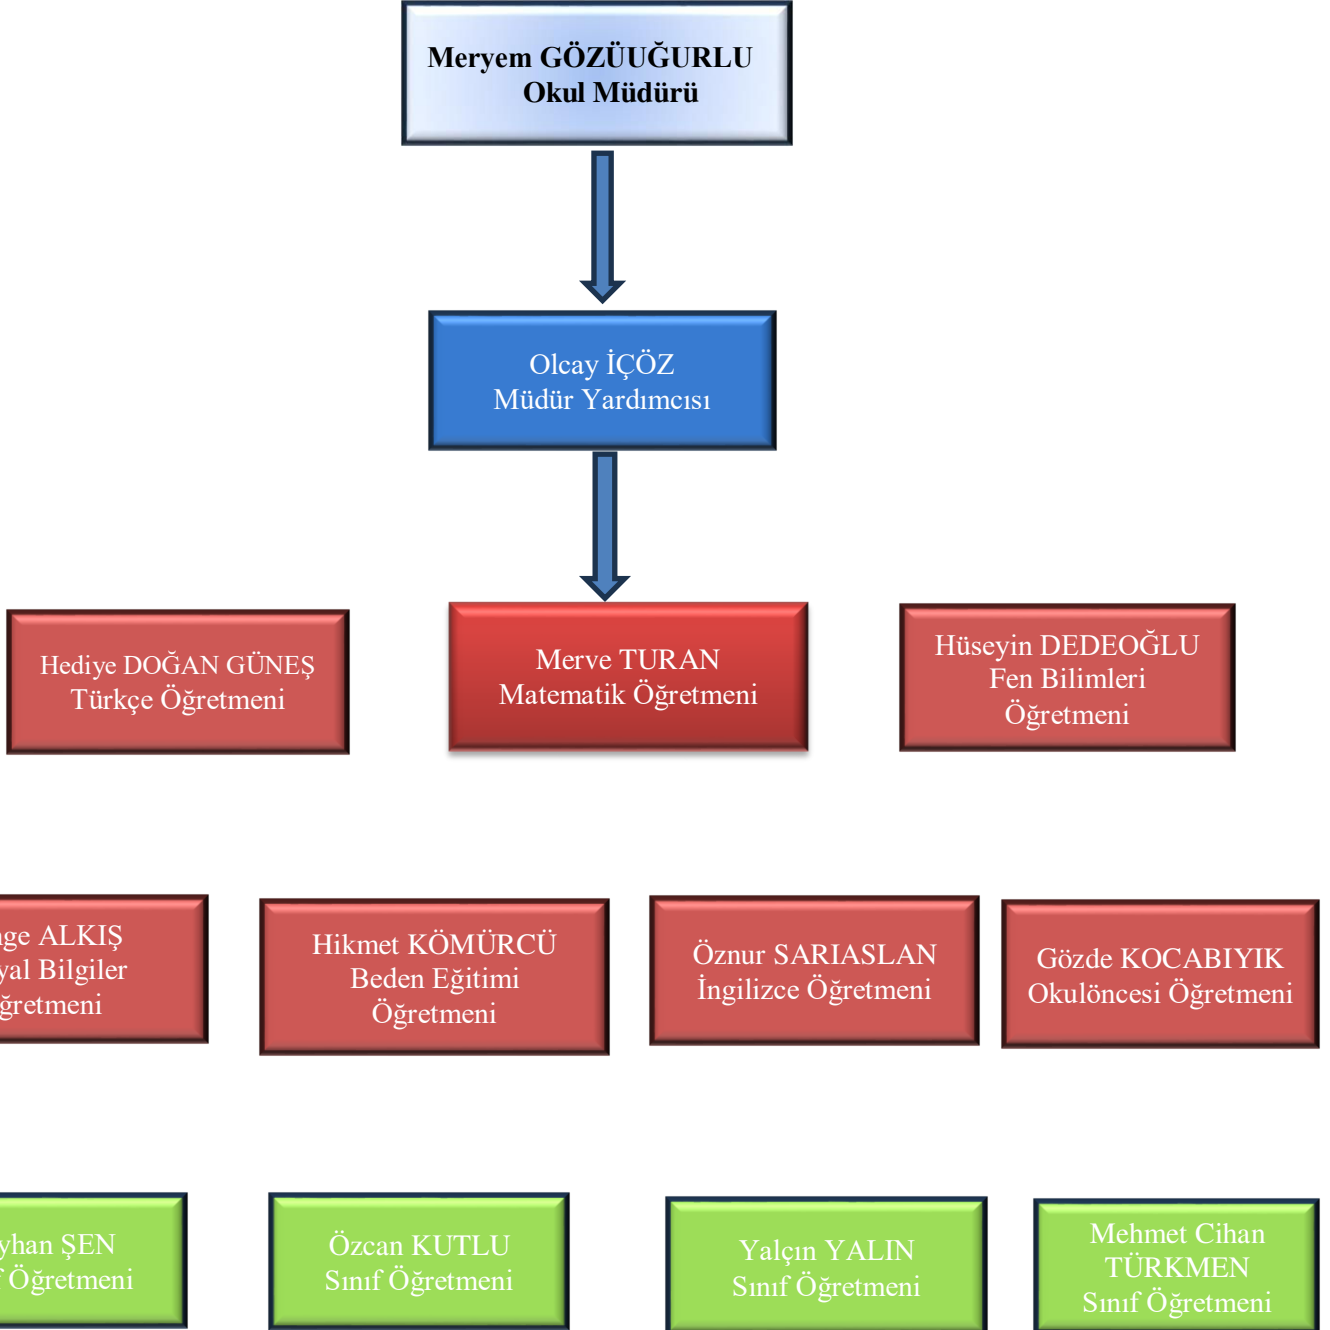 Meryem GÖZÜUĞURLU
Okul Müdürü
Olcay İÇÖZ
Müdür Yardımcısı
Hediye DOĞAN GÜNEŞ
Türkçe Öğretmeni
Merve TURAN
Matematik Öğretmeni
Hüseyin DEDEOĞLU
Fen Bilimleri
Öğretmeni
ALKIŞ
Bilgiler
Hikmet KÖMÜRCÜ
Beden Eğitimi
Öğretmeni
Öznur SARIASLAN
İngilizce Öğretmeni
Gözde KOCABIYIK
Okulöncesi Öğretmeni
ŞEN
Öğretmeni
Özcan KUTLU
Sınıf Öğretmeni
Yalçın YALIN
Sınıf Öğretmeni
Mehmet Cihan
TÜRKMEN
Sınıf Öğretmeni